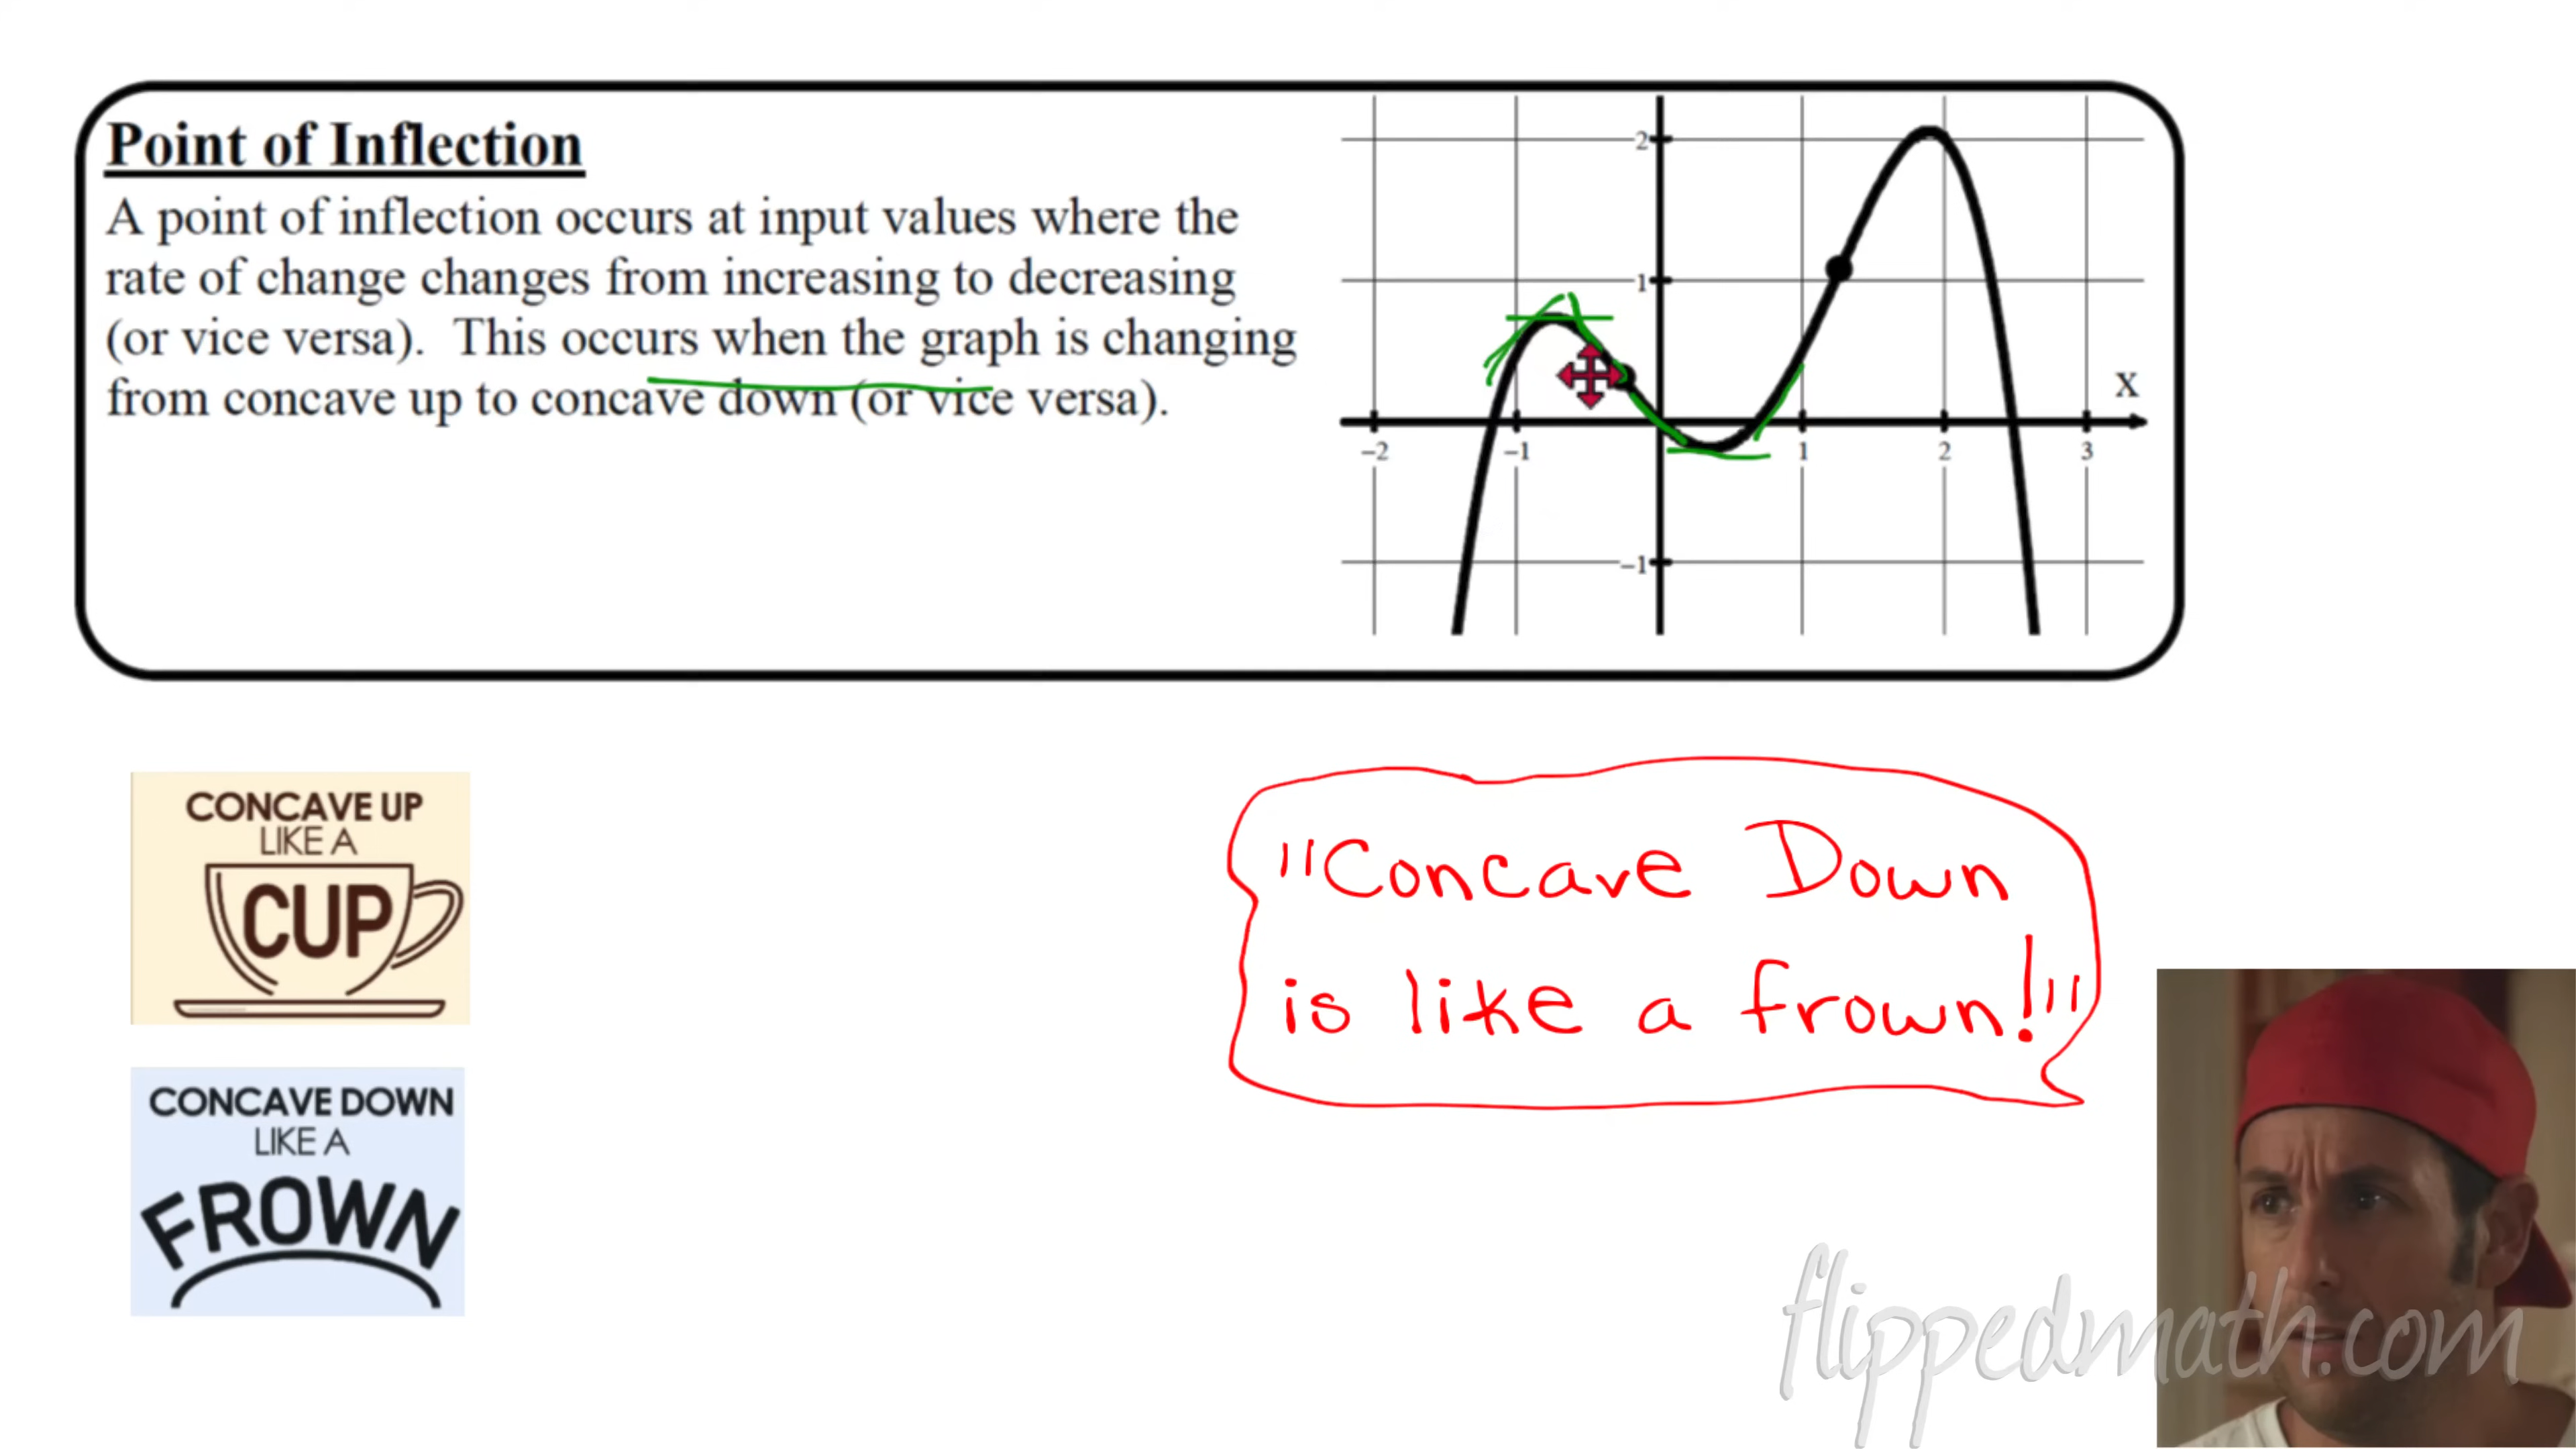 Point of Inflection
A point of inflection occurs at input values where the
rate of change changes from increasing to decreasing
(or vice versa). This occurs when the graph is changing
from concave up to concave down (or vice versa).
2
1
-1
-2
-1
1
2
3
X
CONCAVE UP
LIKE A
CUP
CONCAVE DOWN
LIKE A
FROWN
"Concave Down
is like a frown!"
flippedmath.com